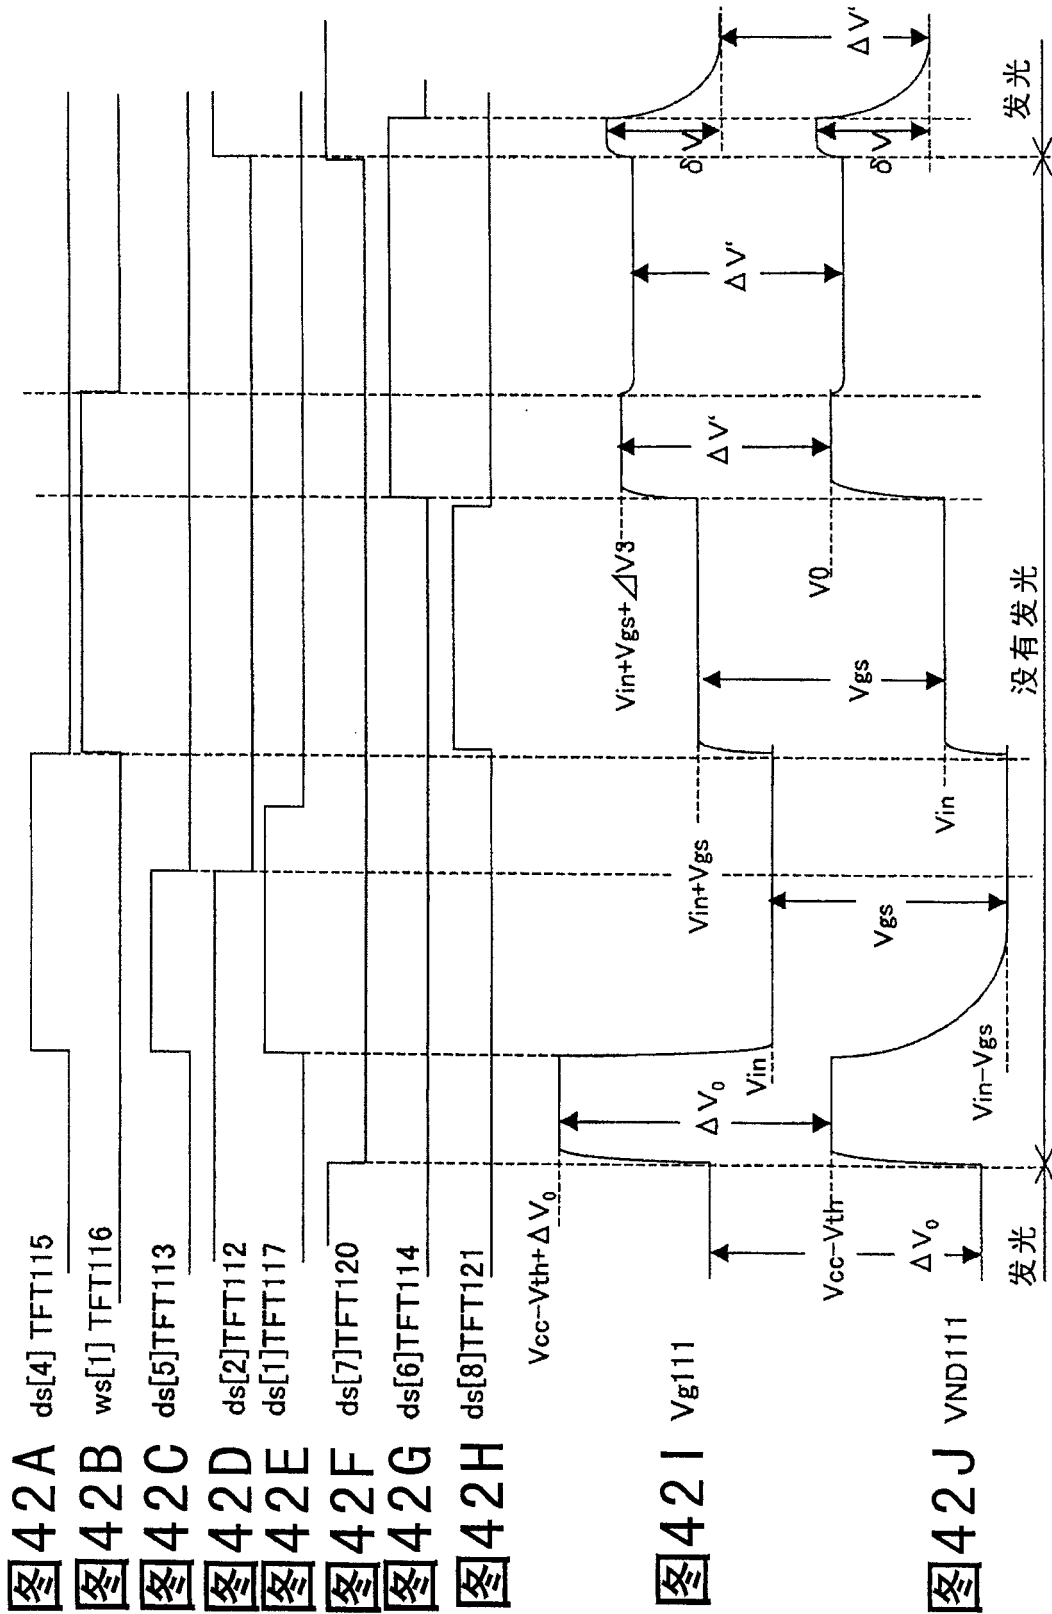 图42A ds[4] TFT115
图42B ws[1] TFT116
图42C ds[5]TFT113
图42D ds[2]TFT112
图42E ds[1]TFT117
图42F ds[7]TFT120
图42G ds[6]TFT114
图42H ds[8]TFT121
图42I Vg111
Vcc-Vth+ΔV₀
ΔV₀
Vin
Vin+Vgs
Vgs
Vin+Vgs+ΔV3
ΔV'
ΔV'
δV
ΔV'
图42J VND111
ΔV₀
Vcc-Vth
Vin-Vgs
Vgs
Vin
V0
δV
发光
没有发光
发光